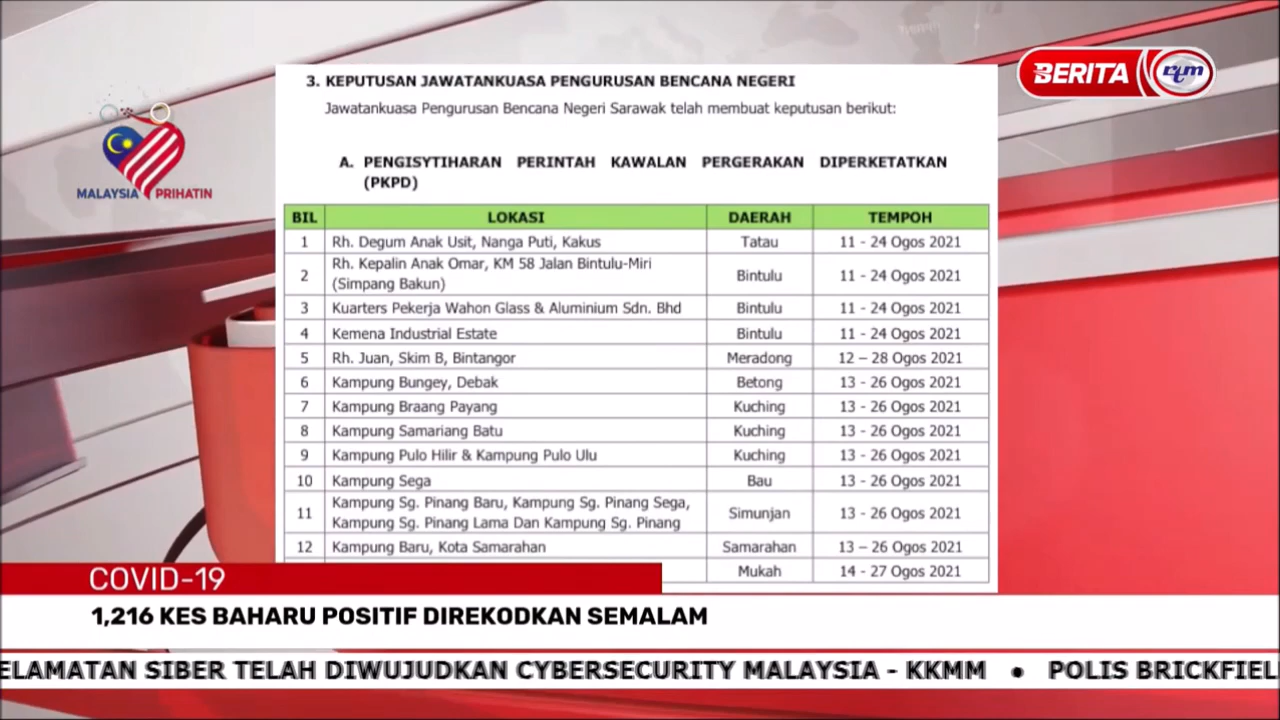 3. KEPUTUSAN JAWATANKUASA PENGURUSAN BENCANA NEGERI
Jawatankuasa Pengurusan Bencana Negeri Sarawak telah membuat keputusan berikut:
BERITA rtm
MALAYSIA PRIHATIN
A. PENGISYTIHARAN PERINTAH KAWALAN PERGERAKAN DIPERKETATKAN
(PKPD)
BIL LOKASI DAERAH TEMPOH
1 Rh. Degum Anak Usit, Nanga Puti, Kakus Tatau 11 - 24 Ogos 2021
2 Rh. Kepalin Anak Omar, KM 58 Jalan Bintulu-Miri
(Simpang Bakun) Bintulu 11 - 24 Ogos 2021
3 Kuarters Pekerja Wahon Glass & Aluminium Sdn. Bhd Bintulu 11 - 24 Ogos 2021
4 Kemena Industrial Estate Bintulu 11 - 24 Ogos 2021
5 Rh. Juan, Skim B, Bintangor Meradong 12 – 28 Ogos 2021
6 Kampung Bungey, Debak Betong 13 - 26 Ogos 2021
7 Kampung Braang Payang Kuching 13 - 26 Ogos 2021
8 Kampung Samariang Batu Kuching 13 - 26 Ogos 2021
9 Kampung Pulo Hilir & Kampung Pulo Ulu Kuching 13 - 26 Ogos 2021
10 Kampung Sega Bau 13 - 26 Ogos 2021
11 Kampung Sg. Pinang Baru, Kampung Sg. Pinang Sega,
Kampung Sg. Pinang Lama Dan Kampung Sg. Pinang Simunjan 13 - 26 Ogos 2021
12 Kampung Baru, Kota Samarahan Samarahan 13 – 26 Ogos 2021
Mukah 14 - 27 Ogos 2021
COVID-19
1,216 KES BAHARU POSITIF DIREKODKAN SEMALAM
ELAMATAN SIBER TELAH DIWUJUDKAN CYBERSECURITY MALAYSIA - KKMM ● POLIS BRICKFIEL